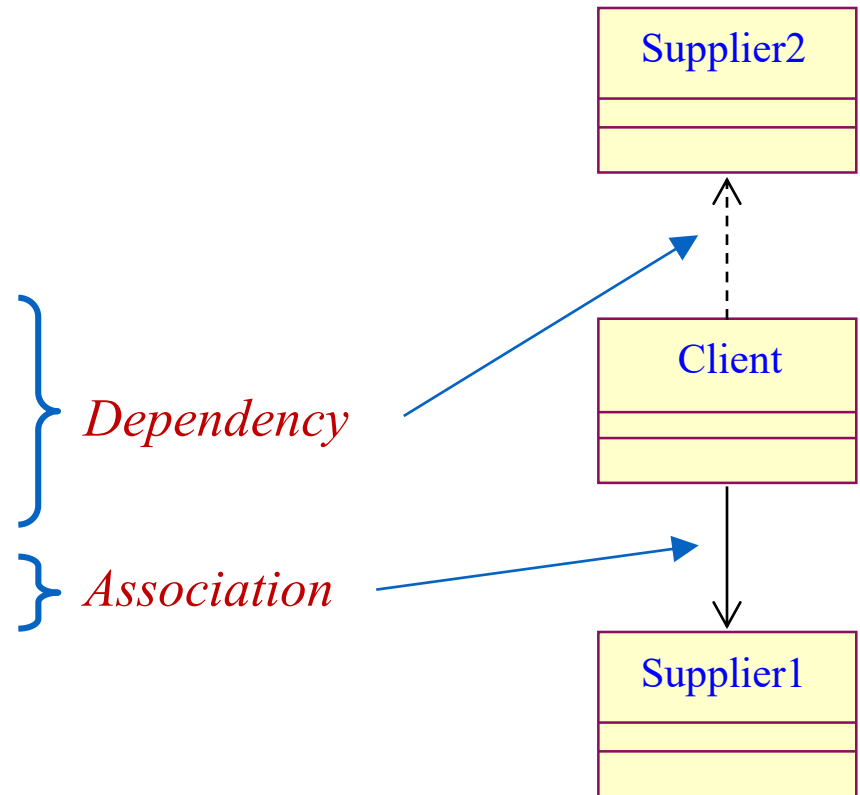 Supplier2
Client
Dependency
Association
Supplier1